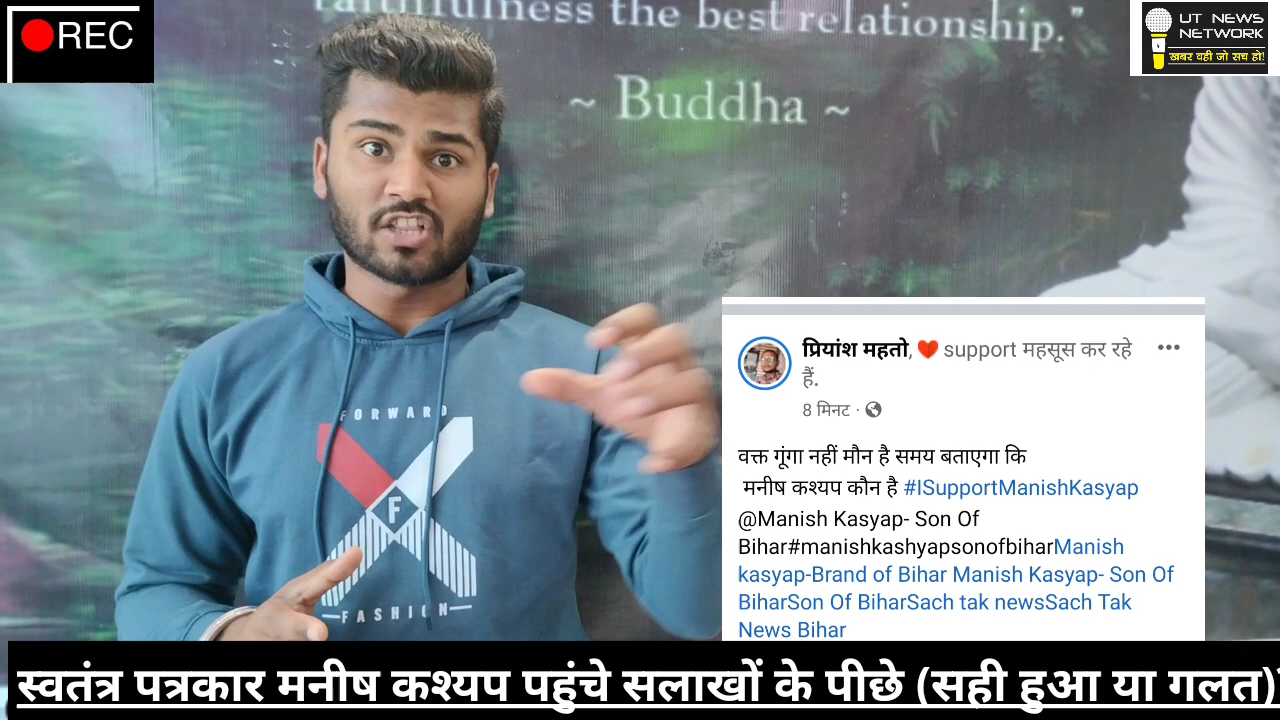 REC
faithfulness the best relationship."
~ Buddha ~
UT NEWS
NETWORK
खबर वही जो सच हो!
FORWARD
F
FASHION
प्रियांश महतो, support महसूस कर रहे
हैं.
8 मिनट ·
वक्त गूंगा नहीं मौन है समय बताएगा कि
मनीष कश्यप कौन है #ISupportManishKasyap
@Manish Kasyap- Son Of
Bihar#manishkashyapsonofbiharManish
kasyap-Brand of Bihar Manish Kasyap- Son Of
BiharSon Of BiharSach tak newsSach Tak
News Bihar
स्वतंत्र पत्रकार मनीष कश्यप पहुंचे सलाखों के पीछे (सही हुआ या गलत)